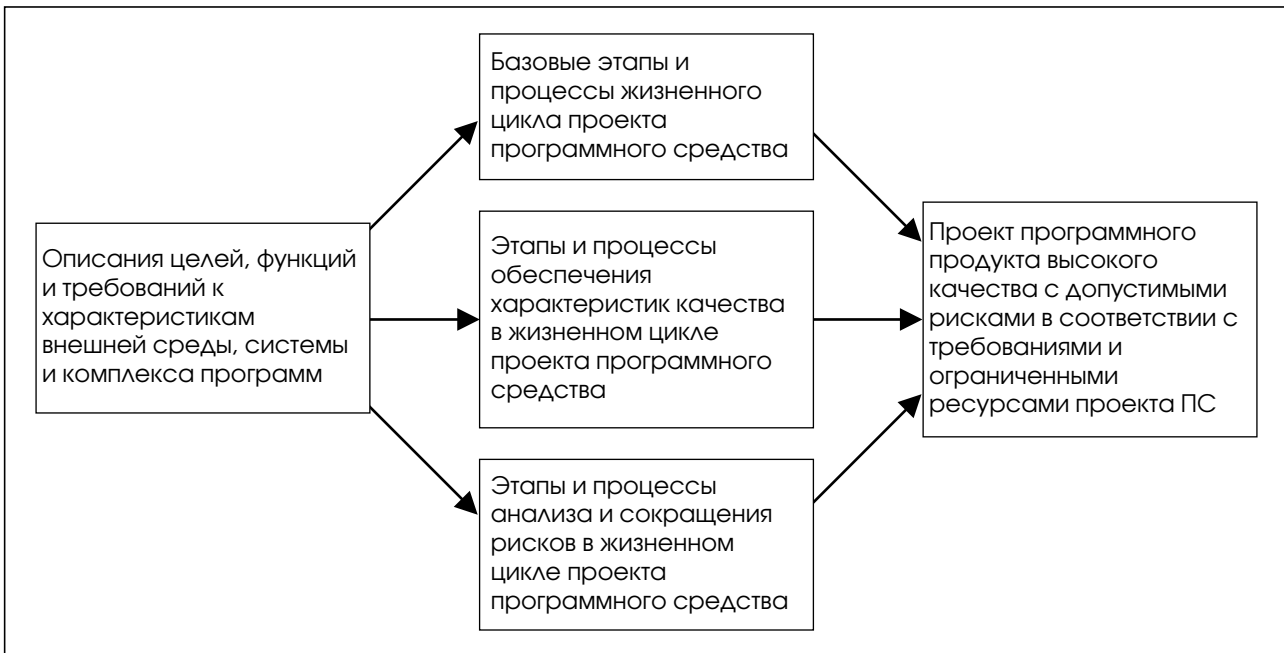 Базовые этапы и
процессы жизненного
цикла проекта
программного средства
Описания целей, функций
и требований к
характеристикам
внешней среды, системы
и комплекса программ
Этапы и процессы
обеспечения
характеристик качества
в жизненном цикле
проекта программного
средства
Этапы и процессы
анализа и сокращения
рисков в жизненном
цикле проекта
программного средства
Проект программного
продукта высокого
качества с допустимыми
рисками в соответствии с
требованиями и
ограниченными
ресурсами проекта ПС